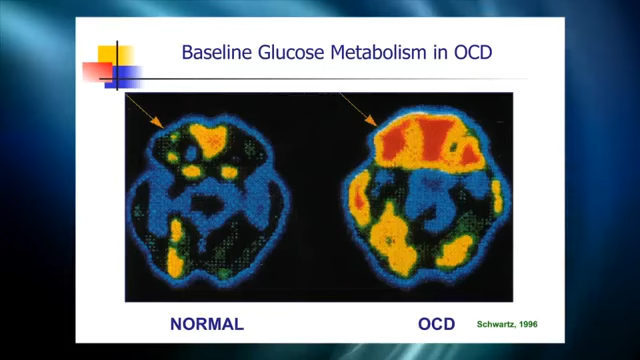 Baseline Glucose Metabolism in OCD
NORMAL
OCD
Schwartz, 1996